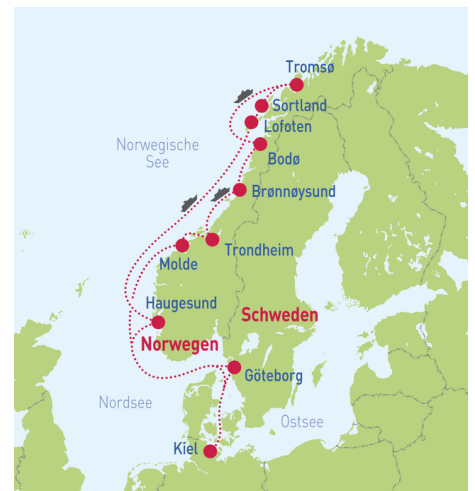 Tromsø
Sortland
Lofoten
Norwegische
See
Bodø
Brønnøysund
Trondheim
Molde
Haugesund
Schweden
Norwegen
Göteborg
Nordsee
Ostsee
Kiel